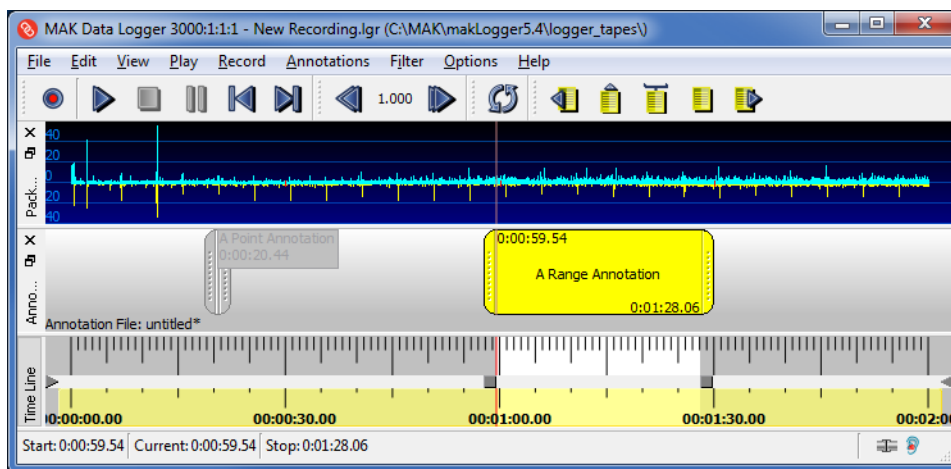 MAK Data Logger 3000:1:1:1 - New Recording.lgr (C:\MAK\makLogger5.4\logger_tapes\)
File Edit View Play Record Annotations Filter Options Help
1.000
Pack...
40
20
0
20
40
Anno...
A Point Annotation
0:00:20.44
0:00:59.54
A Range Annotation
0:01:28.06
Annotation File: untitled*
Time Line
00:00:00.00 00:00:30.00 00:01:00.00 00:01:30.00 00:02:0
Start: 0:00:59.54 Current: 0:00:59.54 Stop: 0:01:28.06